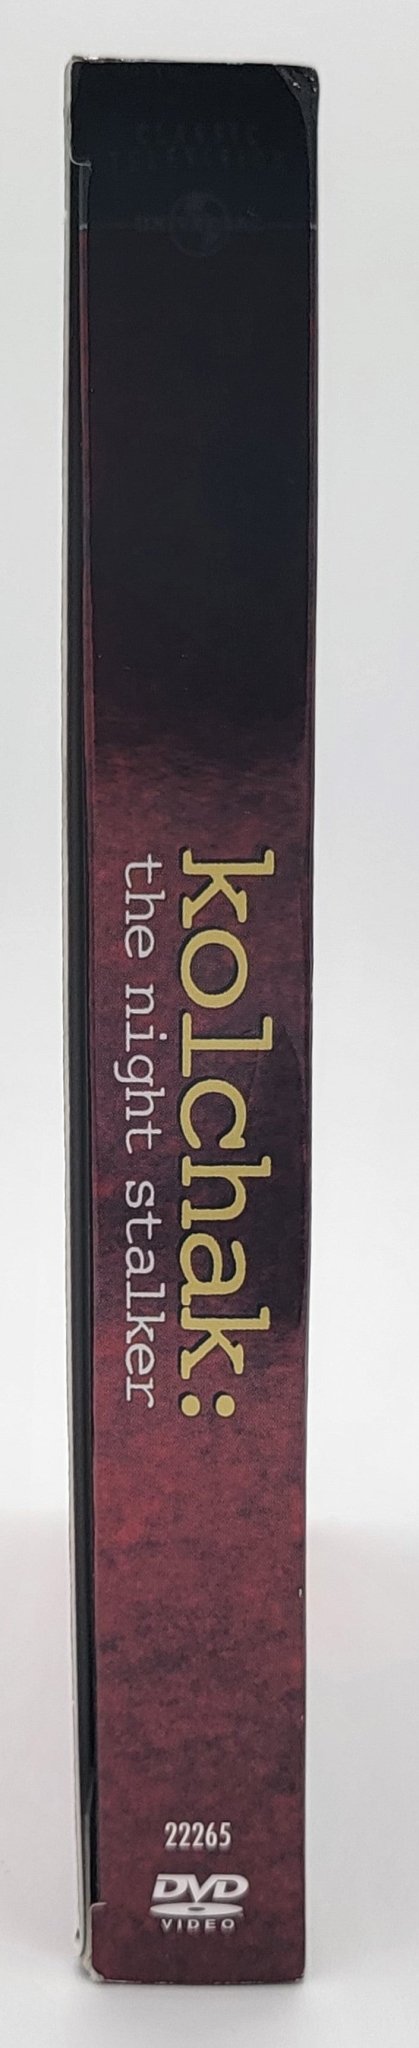 kolchak:
the night stalker
22265
DVD
VIDEO